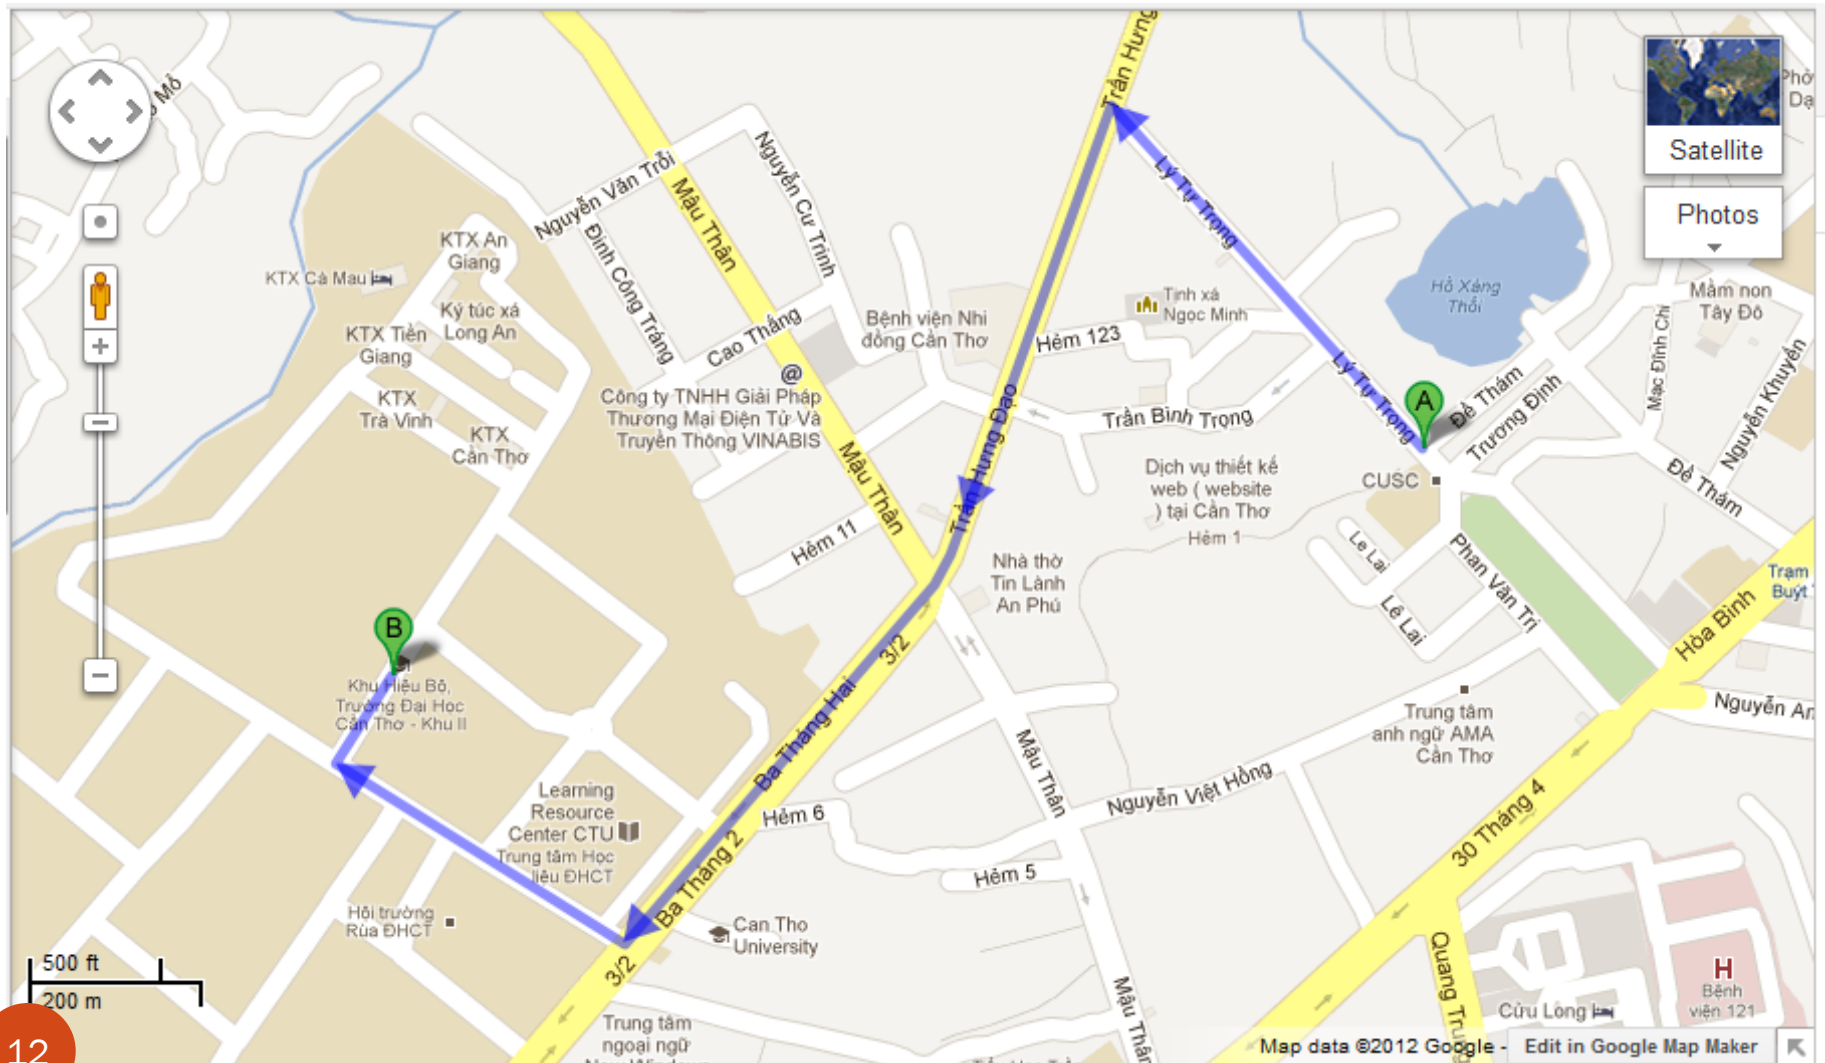 Trần Hưng
Mậu Thân
Nguyễn Văn Trỗi
Nguyễn Cư Trinh
Đinh Công Tráng
Cao Thắng
Lý Tự Trọng
Satellite
Photos
KTX An
Giang
KTX Cà Mau
Ký túc xá
Long An
KTX Tiền
Giang
KTX
Trà Vinh
KTX
Cần Thơ
Bệnh viện Nhi
đồng Cần Thơ
Hẻm 123
Tịnh xá
Ngọc Minh
Hồ Xáng
Thổi
Mầm non
Tây Đô
Mạc Đĩnh Chi
Nguyễn Khuyến
@
Công ty TNHH Giải Pháp
Thương Mại Điện Tử Và
Truyền Thông VINABIS
Trần Hưng Đạo
Trần Bình Trọng
Lý Tự Trọng
A
Đề Thám
Trương Định
Đề Thám
CUSC
Mậu Thân
Dịch vụ thiết kế
web ( website
) tại Cần Thơ
Hẻm 1
Hẻm 11
Nhà thờ
Tin Lành
An Phú
Le Lai
Lê Lai
Phan Văn Trị
Trạm
Buýt
Hòa Bình
B
Khu Hiệu Bộ,
Trường Đại Học
Cần Thơ - Khu II
3/2
Ba Tháng Hai
Mậu Thân
Nguyễn Việt Hồng
Trung tâm
anh ngữ AMA
Cần Thơ
Nguyễn An
30 Tháng 4
Learning
Resource
Center CTU
Trung tâm Học
liệu ĐHCT
Hẻm 6
Hẻm 5
Ba Tháng 2
Hội trường
Rùa ĐHCT
Can Tho
University
3/2
500 ft
200 m
Trung tâm
ngoại ngữ
Mậu Thân
Quang Trung
H
Bệnh
viện 121
Cửu Long
Map data ©2012 Google -
Edit in Google Map Maker
12